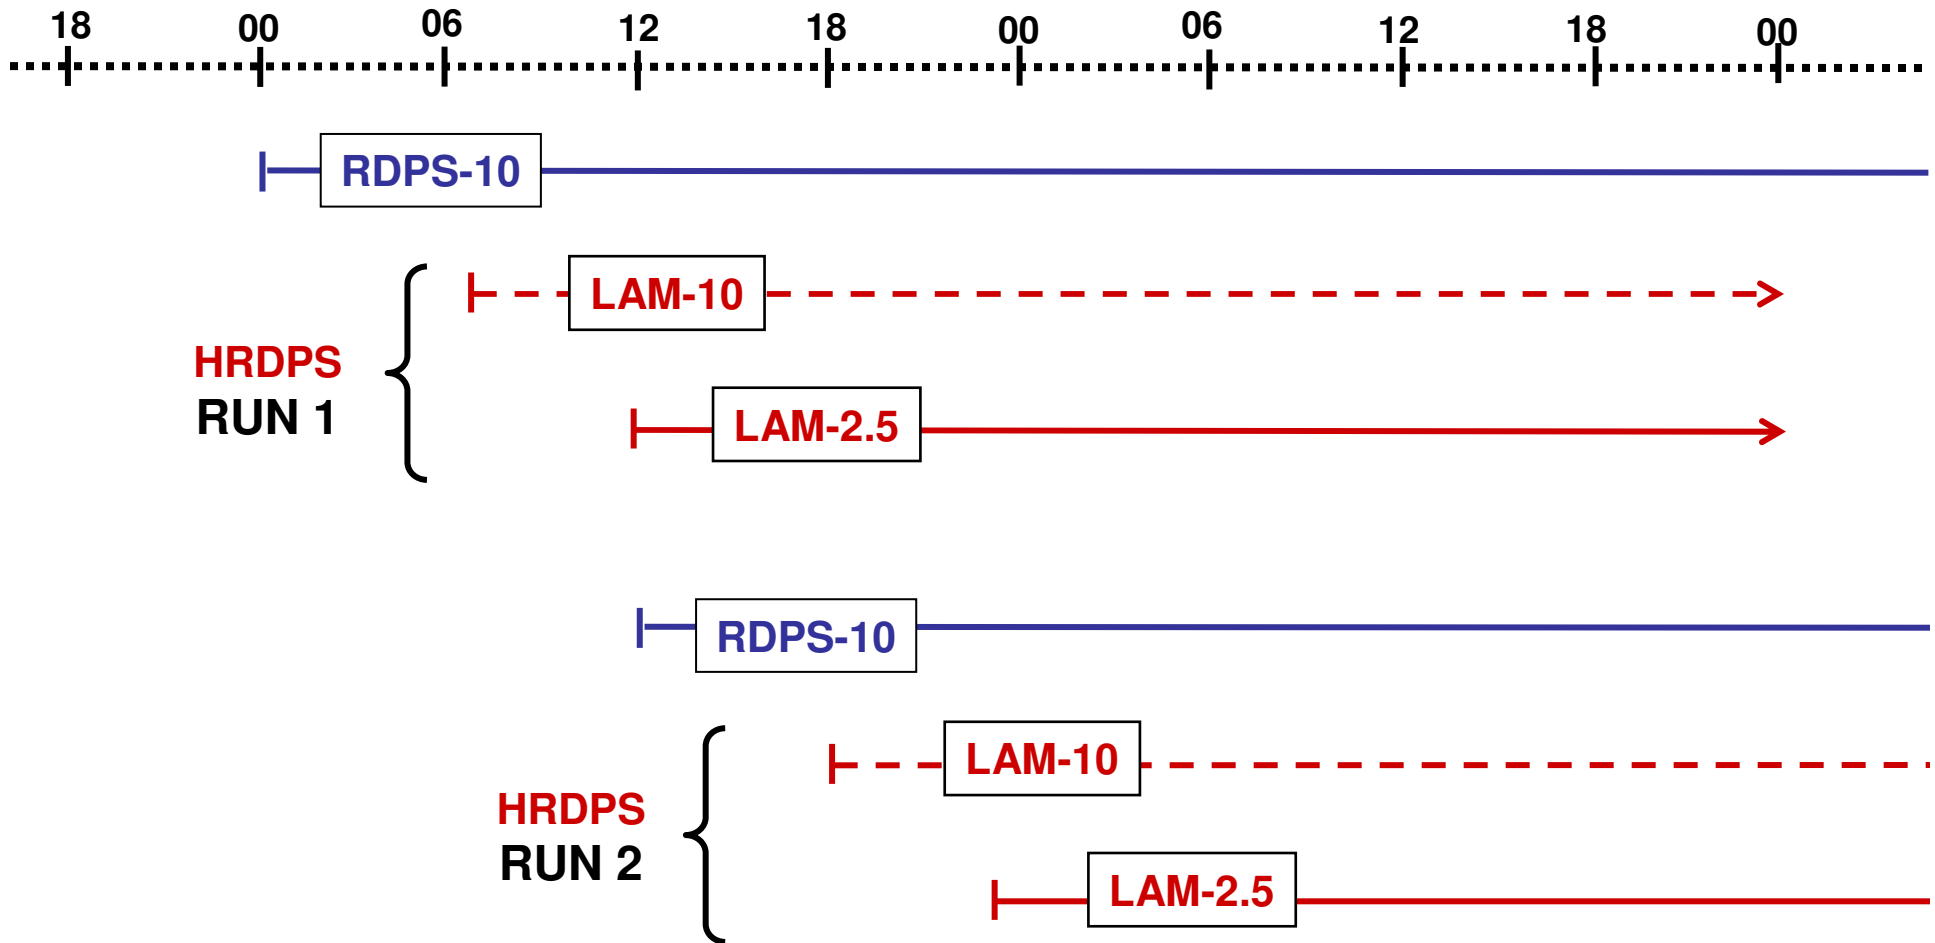 18 00 06 12 18 00 06 12 18 00
RDPS-10
LAM-10
HRDPS
RUN 1
LAM-2.5
RDPS-10
LAM-10
HRDPS
RUN 2
LAM-2.5